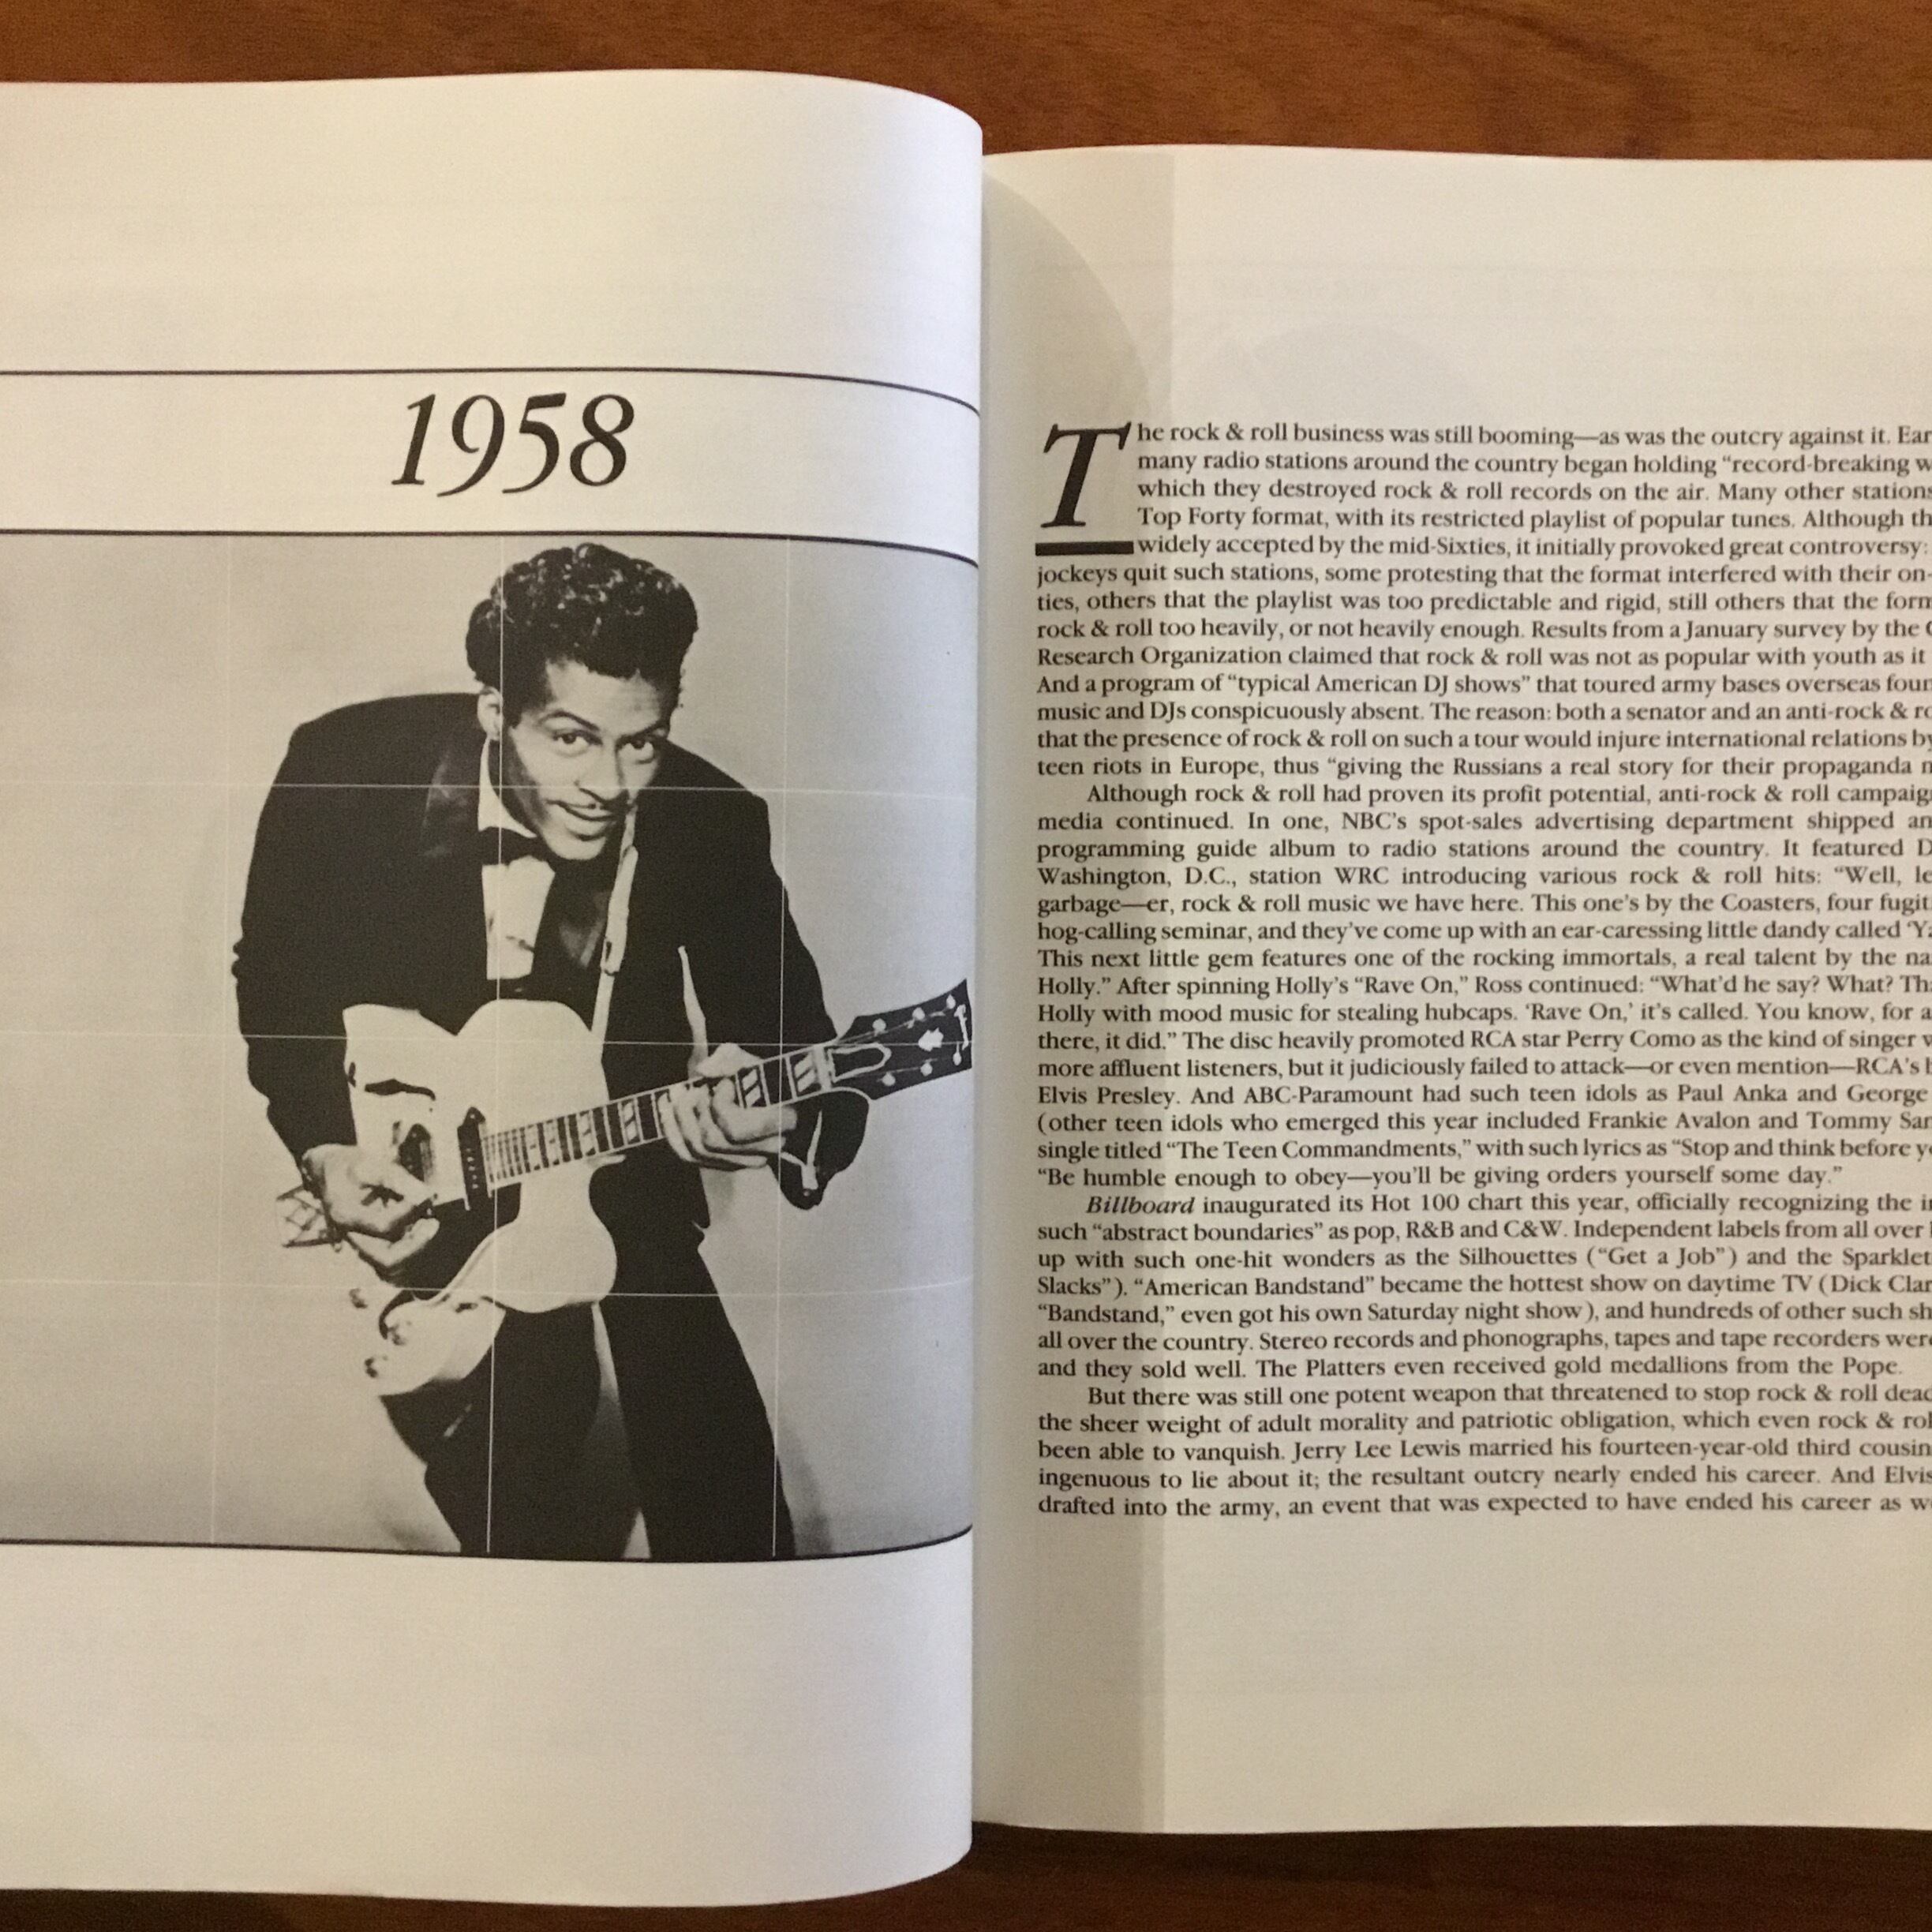 1958
The rock & roll business was still booming—as was the outcry against it. Ear
many radio stations around the country began holding “record-breaking w
which they destroyed rock & roll records on the air. Many other stations
Top Forty format, with its restricted playlist of popular tunes. Although th
widely accepted by the mid-Sixties, it initially provoked great controversy:
jockeys quit such stations, some protesting that the format interfered with their on-
ties, others that the playlist was too predictable and rigid, still others that the form
rock & roll too heavily, or not heavily enough. Results from a January survey by the
Research Organization claimed that rock & roll was not as popular with youth as it
And a program of “typical American DJ shows” that toured army bases overseas four
music and DJs conspicuously absent. The reason: both a senator and an anti-rock & ro
that the presence of rock & roll on such a tour would injure international relations by
teen riots in Europe, thus “giving the Russians a real story for their propaganda
Although rock & roll had proven its profit potential, anti-rock & roll campaig
media continued. In one, NBC’s spot-sales advertising department shipped an
programming guide album to radio stations around the country. It featured D
Washington, D.C., station WRC introducing various rock & roll hits: “Well, le
garbage—er, rock & roll music we have here. This one’s by the Coasters, four fugit
hog-calling seminar, and they’ve come up with an ear-caressing little dandy called ‘Ya
This next little gem features one of the rocking immortals, a real talent by the na
Holly.” After spinning Holly’s “Rave On,” Ross continued: “What’d he say? What? Tha
Holly with mood music for stealing hubcaps. ‘Rave On,’ it’s called. You know, for a
there, it did.” The disc heavily promoted RCA star Perry Como as the kind of singer w
more affluent listeners, but it judiciously failed to attack—or even mention—RCA’s
Elvis Presley. And ABC-Paramount had such teen idols as Paul Anka and George
(other teen idols who emerged this year included Frankie Avalon and Tommy San
single titled “The Teen Commandments,” with such lyrics as “Stop and think before yo
“Be humble enough to obey—you’ll be giving orders yourself some day.”
Billboard inaugurated its Hot 100 chart this year, officially recognizing the
such “abstract boundaries” as pop, R&B and C&W. Independent labels from all over
up with such one-hit wonders as the Silhouettes (“Get a Job”) and the Sparklet
Slacks”). “American Bandstand” became the hottest show on daytime TV (Dick Clar
“Bandstand,” even got his own Saturday night show), and hundreds of other such sh
all over the country. Stereo records and phonographs, tapes and tape recorders were
and they sold well. The Platters even received gold medallions from the Pope.
But there was still one potent weapon that threatened to stop rock & roll dead
the sheer weight of adult morality and patriotic obligation, which even rock & rol
been able to vanquish. Jerry Lee Lewis married his fourteen-year-old third cousin
ingenuous to lie about it; the resultant outcry nearly ended his career. And Elvis
drafted into the army, an event that was expected to have ended his career as we